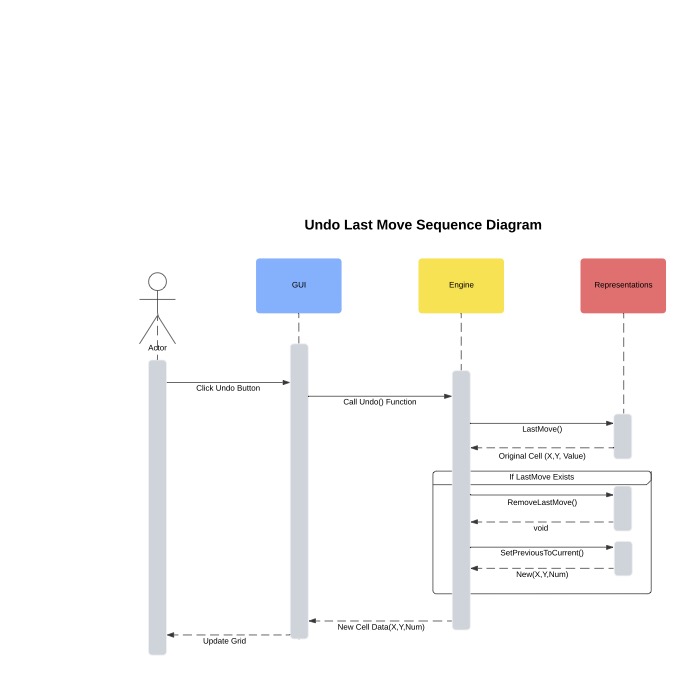 Undo Last Move Sequence Diagram
GUI
Engine
Representations
Actor
Click Undo Button
Call Undo() Function
LastMove()
Original Cell (X,Y, Value)
If LastMove Exists
RemoveLastMove()
void
SetPreviousToCurrent()
New(X,Y,Num)
New Cell Data(X,Y,Num)
Update Grid